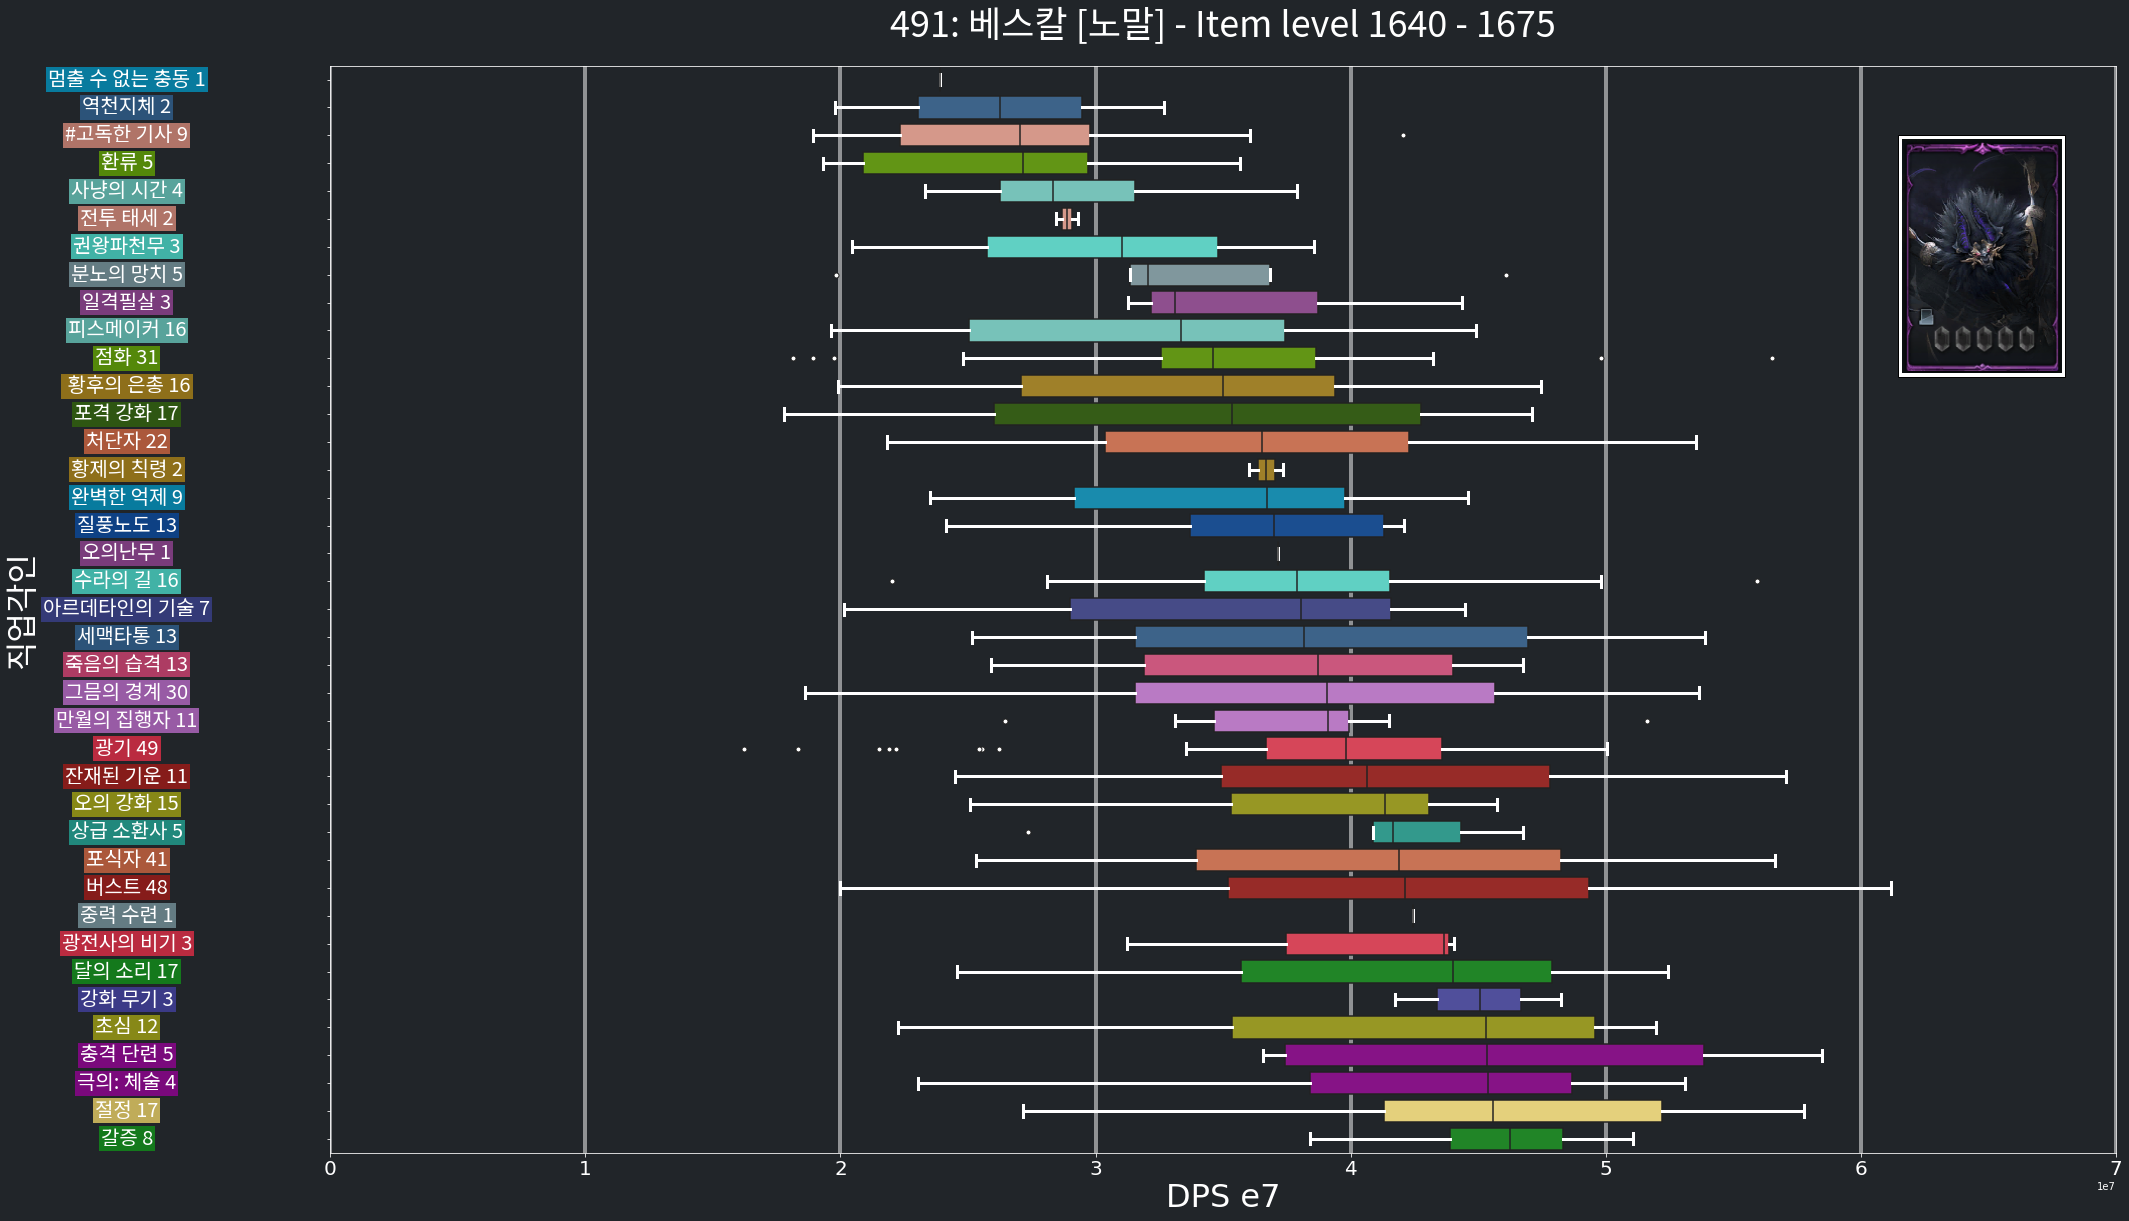 491: 베스칼 [노말] - Item level 1640 - 1675
멈출 수 없는 충동 1
역천지체 2
#고독한 기사 9
환류 5
사냥의 시간 4
전투 태세 2
권왕파천무 3
분노의 망치 5
일격필살 3
피스메이커 16
점화 31
황후의 은총 16
포격 강화 17
처단자 22
황제의 칙령 2
완벽한 억제 9
질풍노도 13
오의난무 1
수라의 길 16
아르데타인의 기술 7
세맥타통 13
죽음의 습격 13
그믐의 경계 30
만월의 집행자 11
광기 49
잔재된 기운 11
오의 강화 15
상급 소환사 5
포식자 41
버스트 48
중력 수련 1
광전사의 비기 3
달의 소리 17
강화 무기 3
초심 12
충격 단련 5
극의: 체술 4
절정 17
갈증 8
직업각인
0 1 2 3 4 5 6 7
DPS e7
1e7